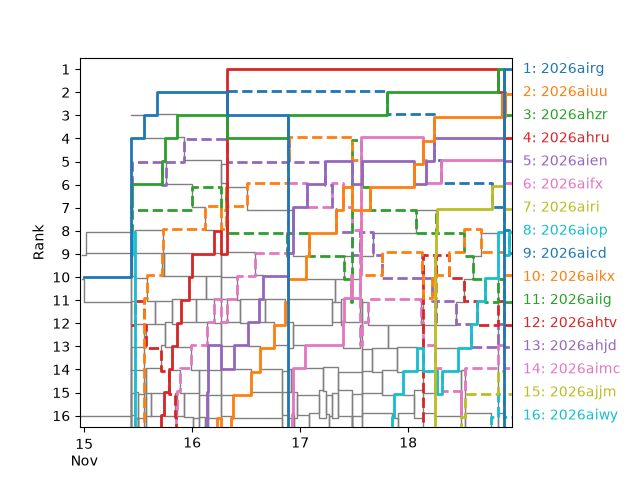 1
2
3
4
5
6
7
8
9
10
11
12
13
14
15
16
Rank
15
16
17
18
Nov
1: 2026airg
2: 2026aiuu
3: 2026ahzr
4: 2026ahru
5: 2026aien
6: 2026aifx
7: 2026airi
8: 2026aiop
9: 2026aicd
10: 2026aikx
11: 2026aiig
12: 2026ahtv
13: 2026ahjd
14: 2026aimc
15: 2026ajjm
16: 2026aiwy